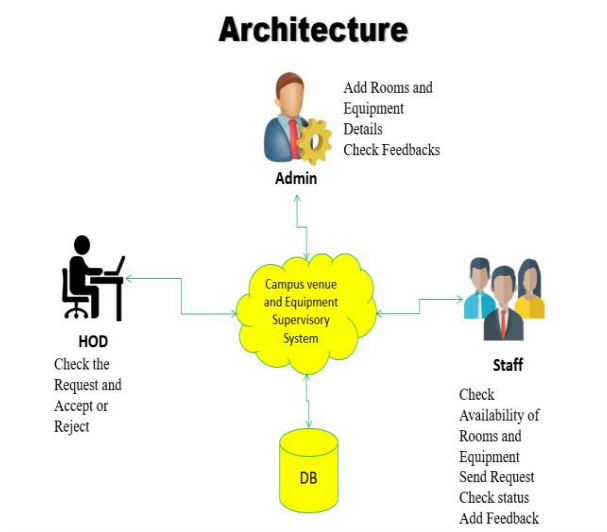 Architecture
Add Rooms and
Equipment
Details
Check Feedbacks
Admin
Campus venue
and Equipment
Supervisory
System
HOD
Check the
Request and
Accept or
Reject
Staff
Check
Availability of
Rooms and
Equipment
Send Request
Check status
Add Feedback
DB